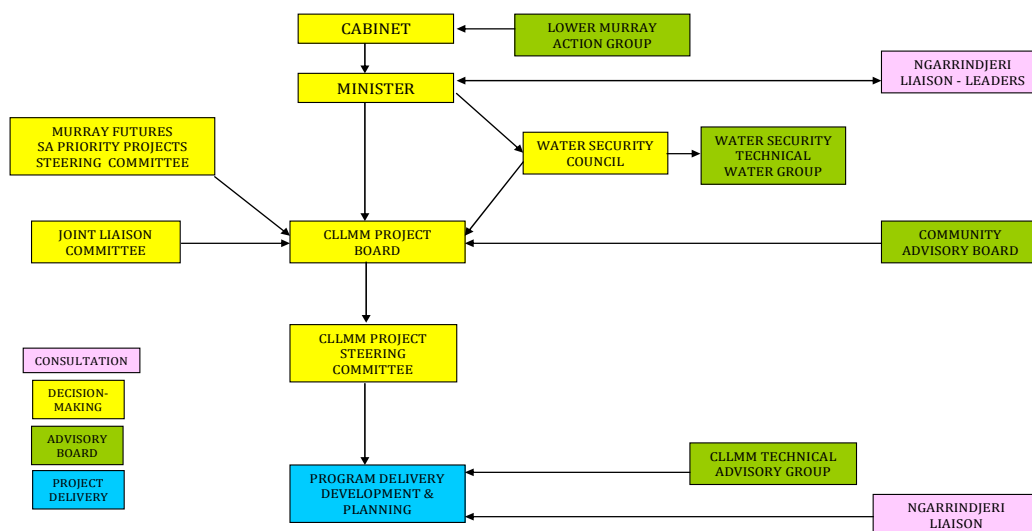 CABINET
LOWER MURRAY
ACTION GROUP
MINISTER
NGARRINDJERI
LIAISON - LEADERS
MURRAY FUTURES
SA PRIORITY PROJECTS
STEERING COMMITTEE
WATER SECURITY
COUNCIL
WATER SECURITY
TECHNICAL
WATER GROUP
JOINT LIAISON
COMMITTEE
CLLMM PROJECT
BOARD
COMMUNITY
ADVISORY BOARD
CLLMM PROJECT
STEERING
COMMITTEE
CONSULTATION
DECISION-
MAKING
ADVISORY
BOARD
PROJECT
DELIVERY
CLLMM TECHNICAL
ADVISORY GROUP
PROGRAM DELIVERY
DEVELOPMENT &
PLANNING
NGARRINDJERI
LIAISON